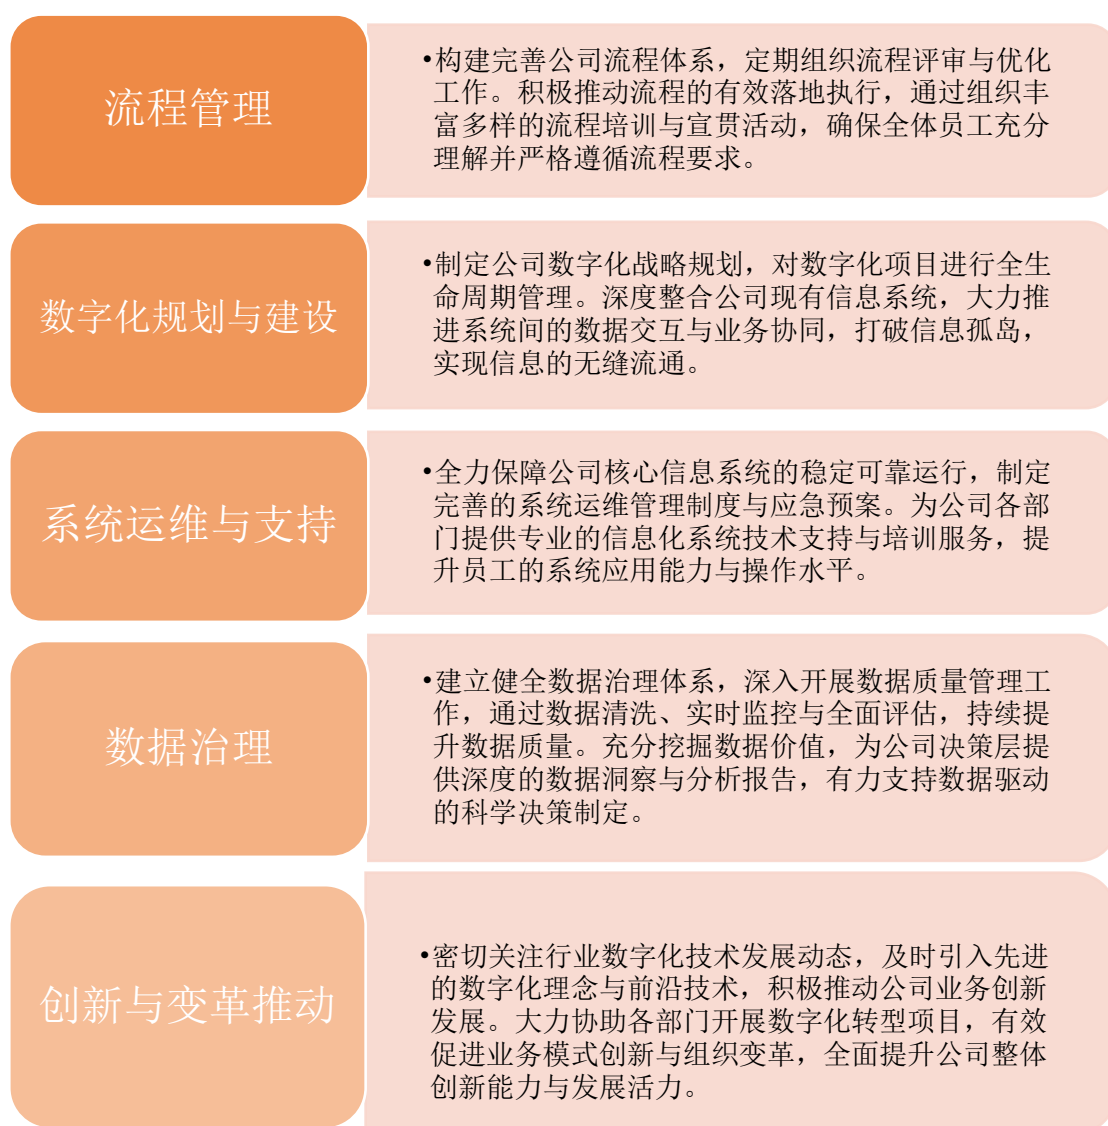 流程管理
•构建完善公司流程体系，定期组织流程评审与优化
工作。积极推动流程的有效落地执行，通过组织丰
富多样的流程培训与宣贯活动，确保全体员工充分
理解并严格遵循流程要求。
数字化规划与建设
•制定公司数字化战略规划，对数字化项目进行全生
命周期管理。深度整合公司现有信息系统，大力推
进系统间的数据交互与业务协同，打破信息孤岛，
实现信息的无缝流通。
系统运维与支持
•全力保障公司核心信息系统的稳定可靠运行，制定
完善的系统运维管理制度与应急预案。为公司各部
门提供专业的信息化系统技术支持与培训服务，提
升员工的系统应用能力与操作水平。
数据治理
•建立健全数据治理体系，深入开展数据质量管理工
作，通过数据清洗、实时监控与全面评估，持续提
升数据质量。充分挖掘数据价值，为公司决策层提
供深度的数据洞察与分析报告，有力支持数据驱动
的科学决策制定。
创新与变革推动
•密切关注行业数字化技术发展动态，及时引入先进
的数字化理念与前沿技术，积极推动公司业务创新
发展。大力协助各部门开展数字化转型项目，有效
促进业务模式创新与组织变革，全面提升公司整体
创新能力与发展活力。